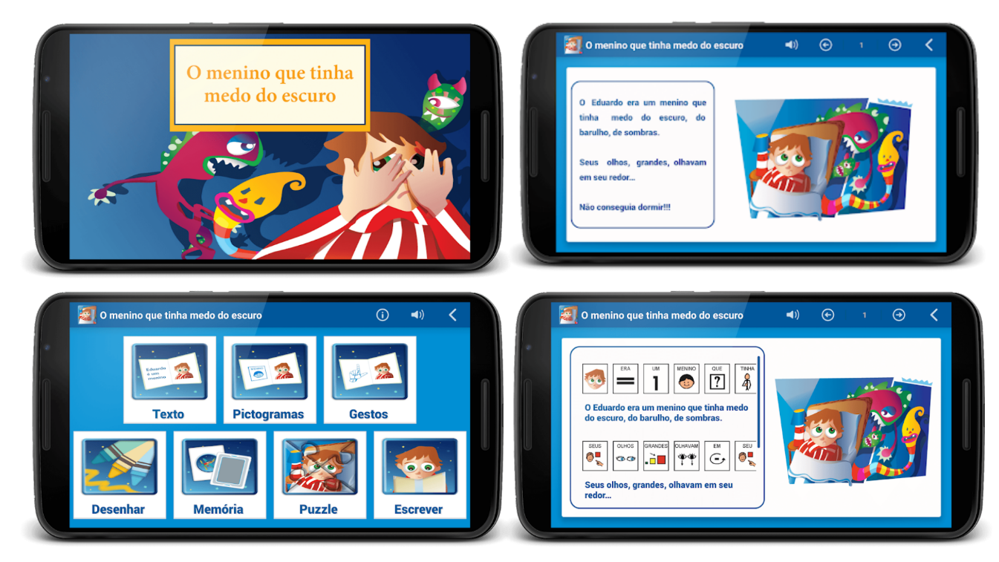 O menino que tinha
medo do escuro
O menino que tinha medo do escuro
1
O Eduardo era um menino que
tinha medo do escuro, do
barulho, de sombras.
Seus olhos, grandes, olhavam
em seu redor...
Não conseguia dormir!!!
O menino que tinha medo do escuro
Eduardo
é um
menino
MENINO
Texto
Pictogramas
Gestos
Desenhar
Memória
Puzzle
Escrever
O menino que tinha medo do escuro
1
ERA UM MENINO QUE TINHA
1 ?
O Eduardo era um menino que tinha medo
do escuro, do barulho, de sombras.
SEUS OLHOS GRANDES OLHAVAM EM SEU
Seus olhos, grandes, olhavam em seu
redor...